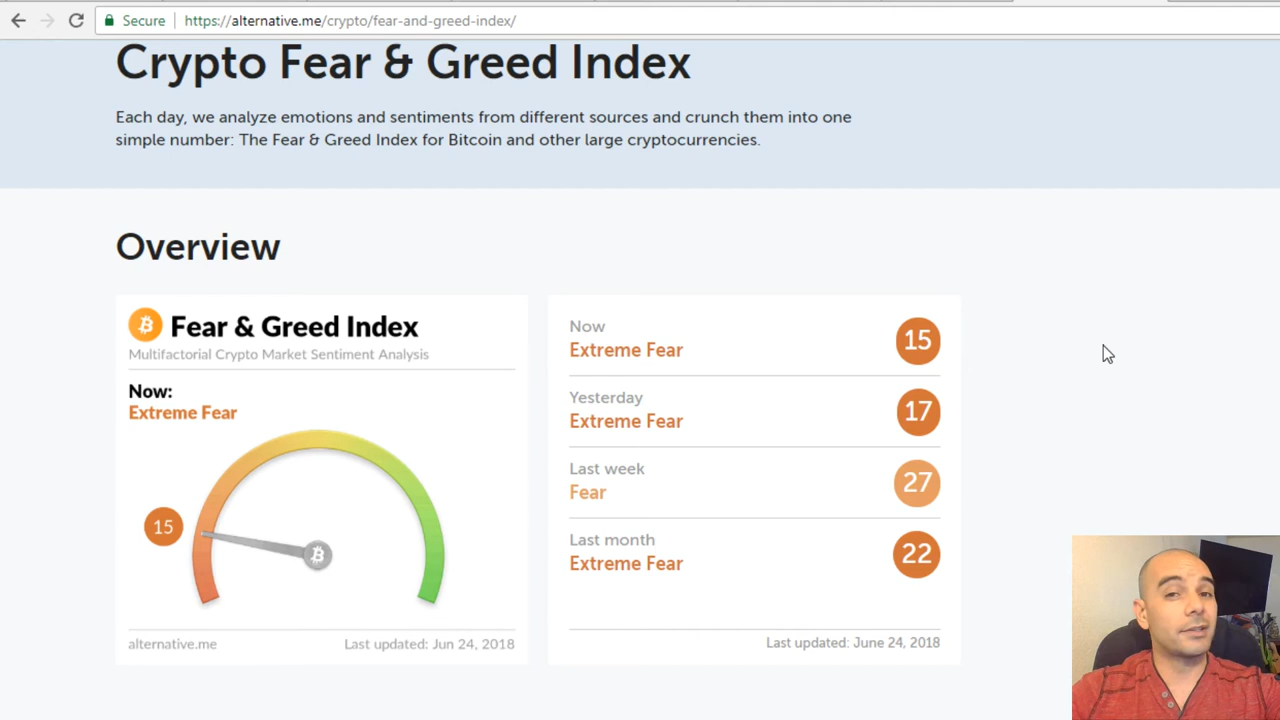 Secure
https://alternative.me/crypto/fear-and-greed-index/
Crypto Fear & Greed Index
Each day, we analyze emotions and sentiments from different sources and crunch them into one
simple number: The Fear & Greed Index for Bitcoin and other large cryptocurrencies.
Overview
Fear & Greed Index
Multifactorial Crypto Market Sentiment Analysis
Now:
Extreme Fear
15
alternative.me
Last updated: Jun 24, 2018
Now
Extreme Fear
15
Yesterday
Extreme Fear
17
Last week
Fear
27
Last month
Extreme Fear
22
Last updated: June 24, 2018